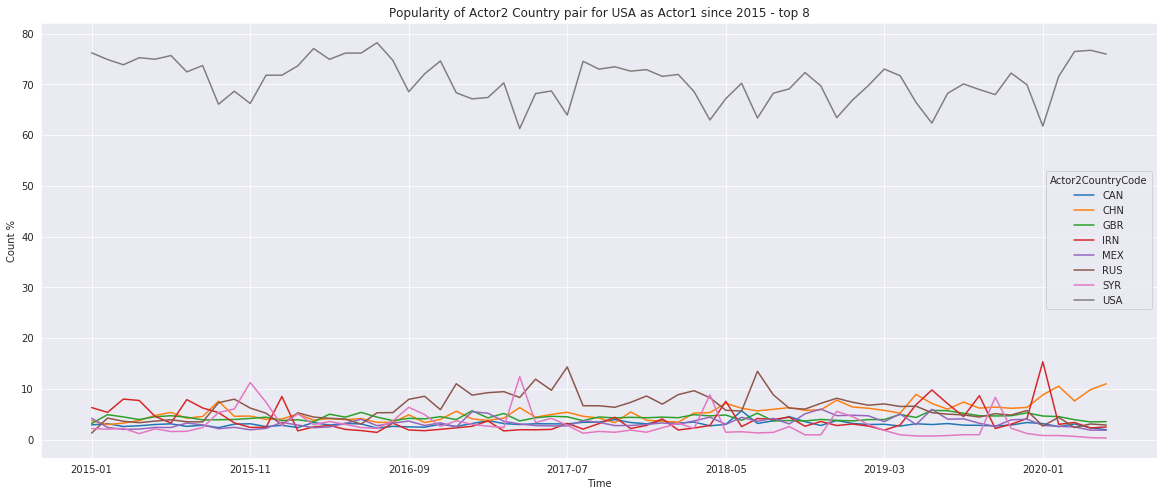 Popularity of Actor2 Country pair for USA as Actor1 since 2015 - top 8
80
70
60
50
40
30
20
10
0
Count %
Actor2CountryCode
CAN
CHN
GBR
IRN
MEX
RUS
SYR
USA
2015-01 2015-11 2016-09 2017-07 2018-05 2019-03 2020-01
Time